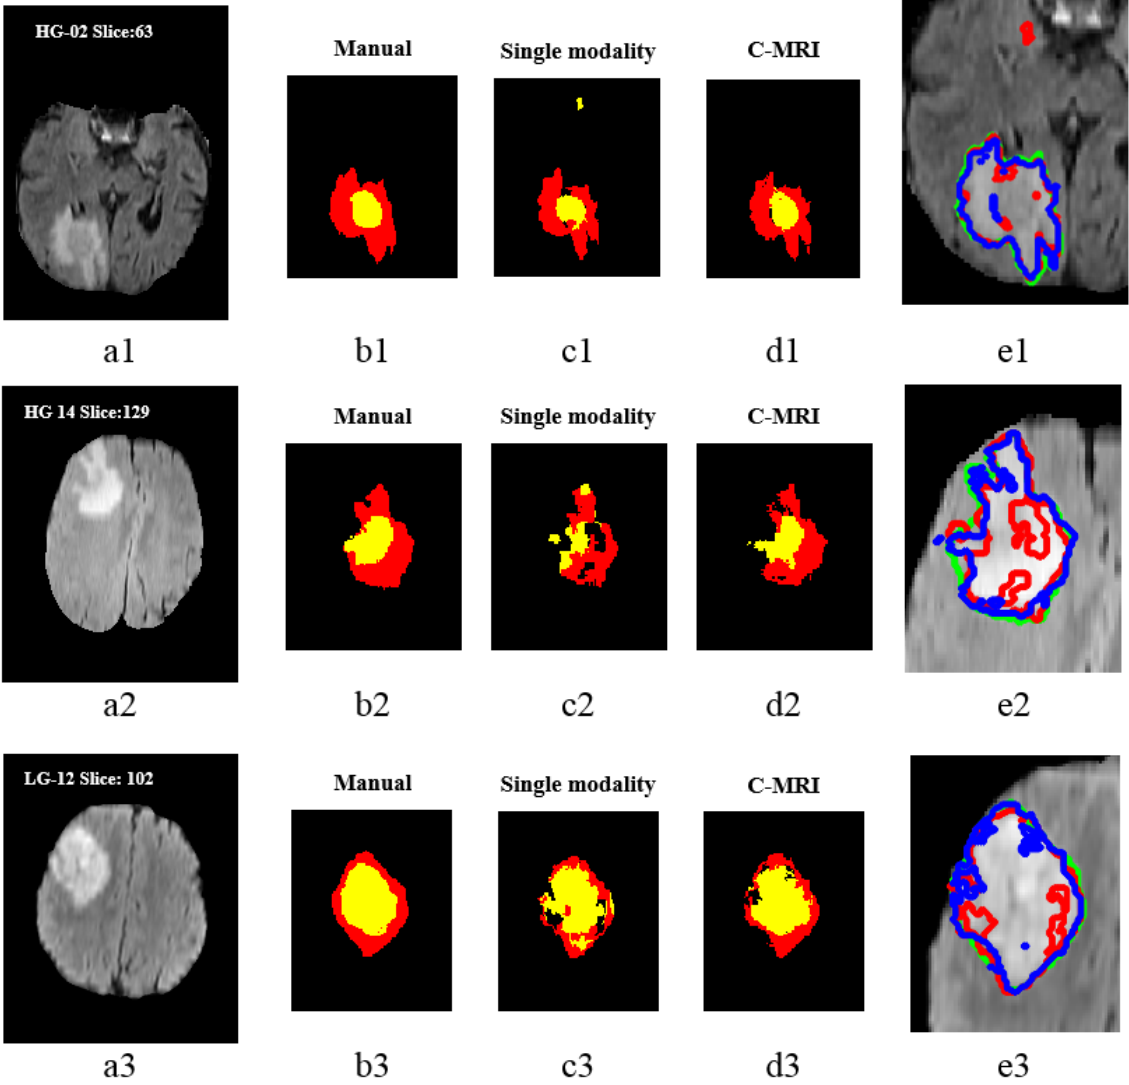 HG-02 Slice:63
Manual
Single modality
C-MRI
a1
b1
c1
d1
e1
HG 14 Slice:129
Manual
Single modality
C-MRI
a2
b2
c2
d2
e2
LG-12 Slice: 102
Manual
Single modality
C-MRI
a3
b3
c3
d3
e3